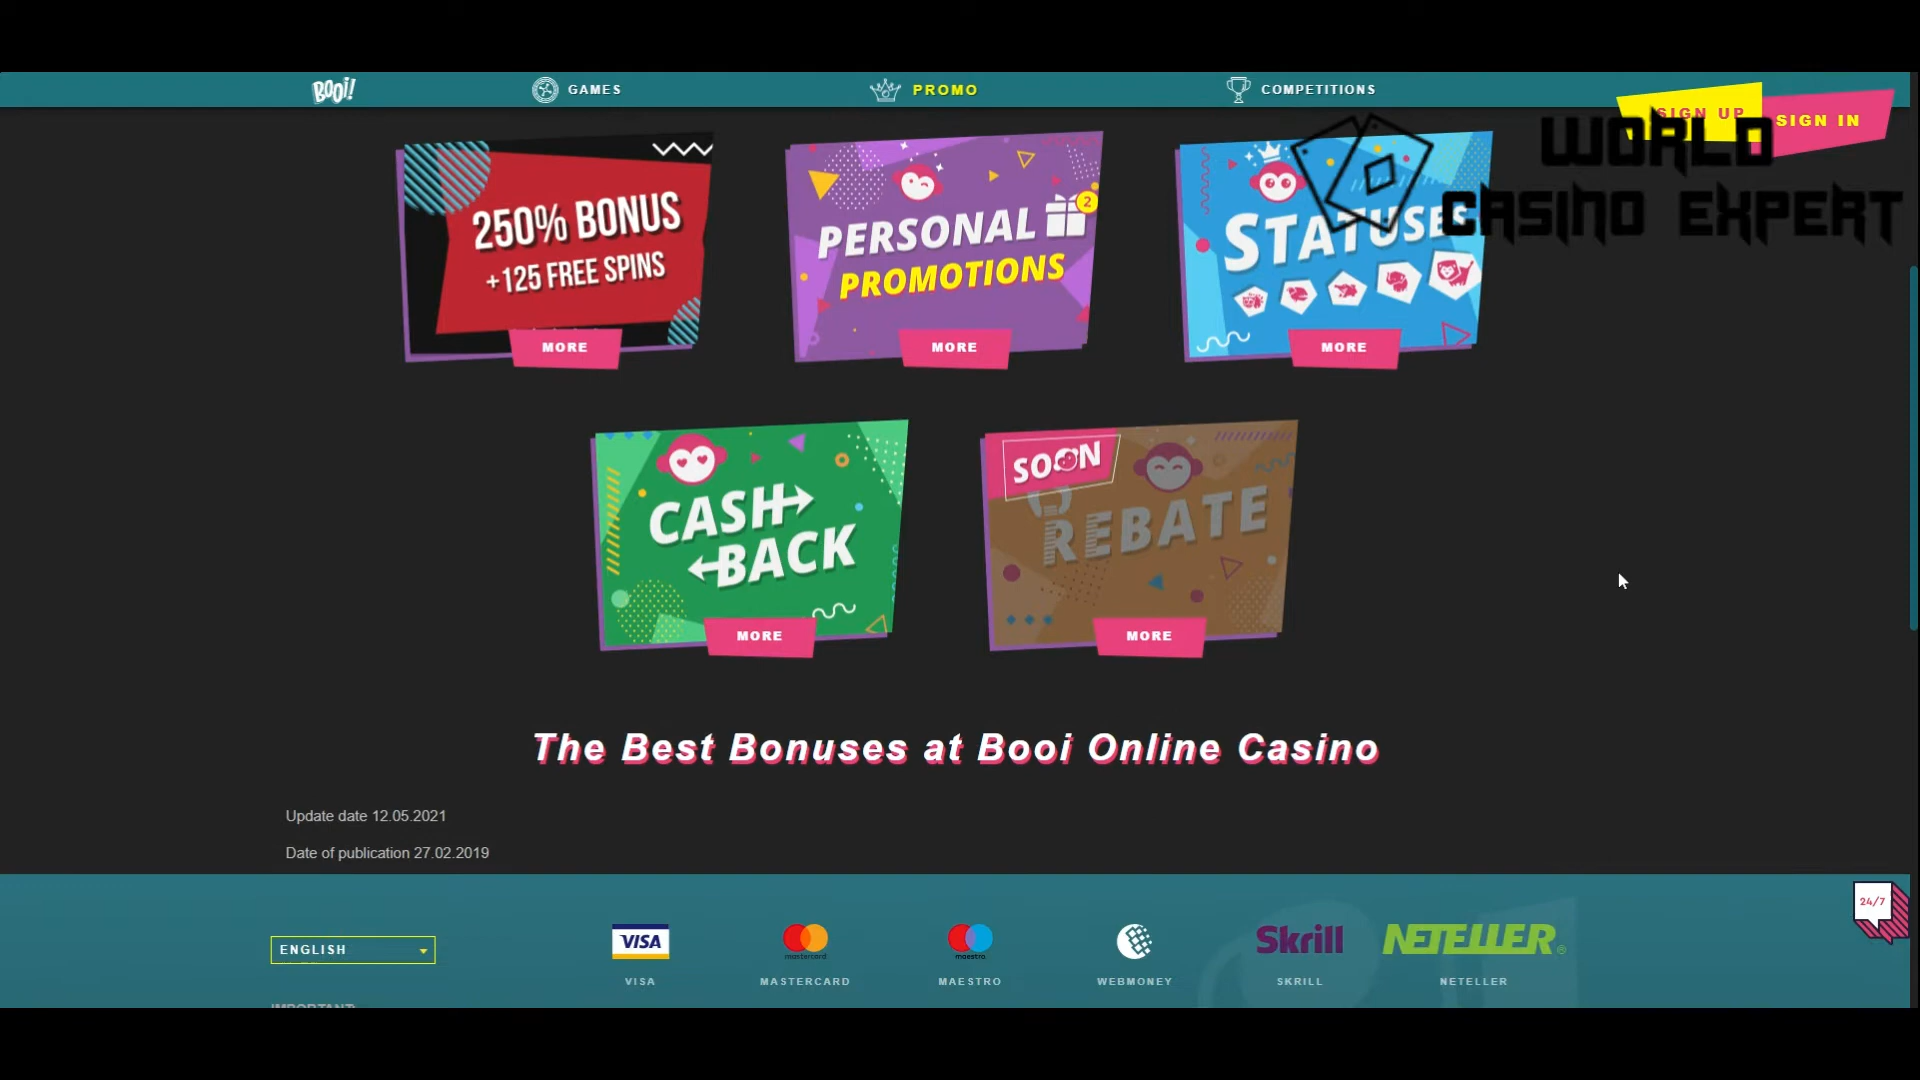 BOOi!
GAMES
PROMO
COMPETITIONS
SIGN UP
SIGN IN
WORLD
CASINO EXPERT
250% BONUS
+125 FREE SPINS
MORE
2
PERSONAL
PROMOTIONS
MORE
STATUSES
MORE
CASH
BACK
MORE
SOON
REBATE
MORE
The Best Bonuses at Booi Online Casino
Update date 12.05.2021
Date of publication 27.02.2019
24/7
ENGLISH
VISA
mastercard
maestro
Skrill
NETELLER
VISA
MASTERCARD
MAESTRO
WEBMONEY
SKRILL
NETELLER
IMPORTANT: